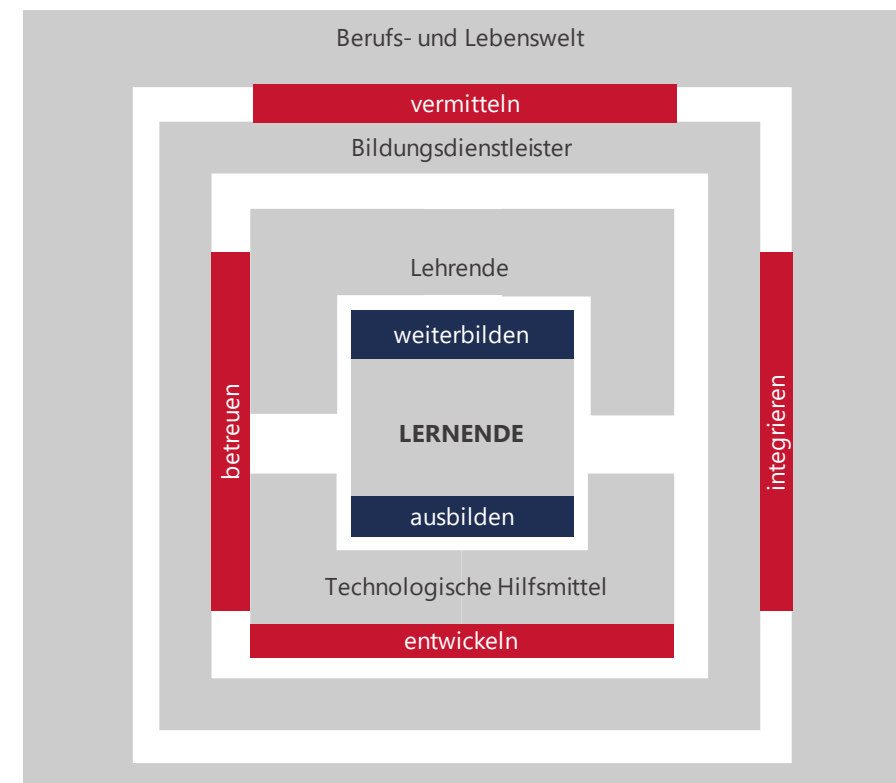 Berufs- und Lebenswelt
vermitteln
Bildungsdienstleister
Lehrende
weiterbilden
betreuen
LERNENDE
integrieren
ausbilden
Technologische Hilfsmittel
entwickeln